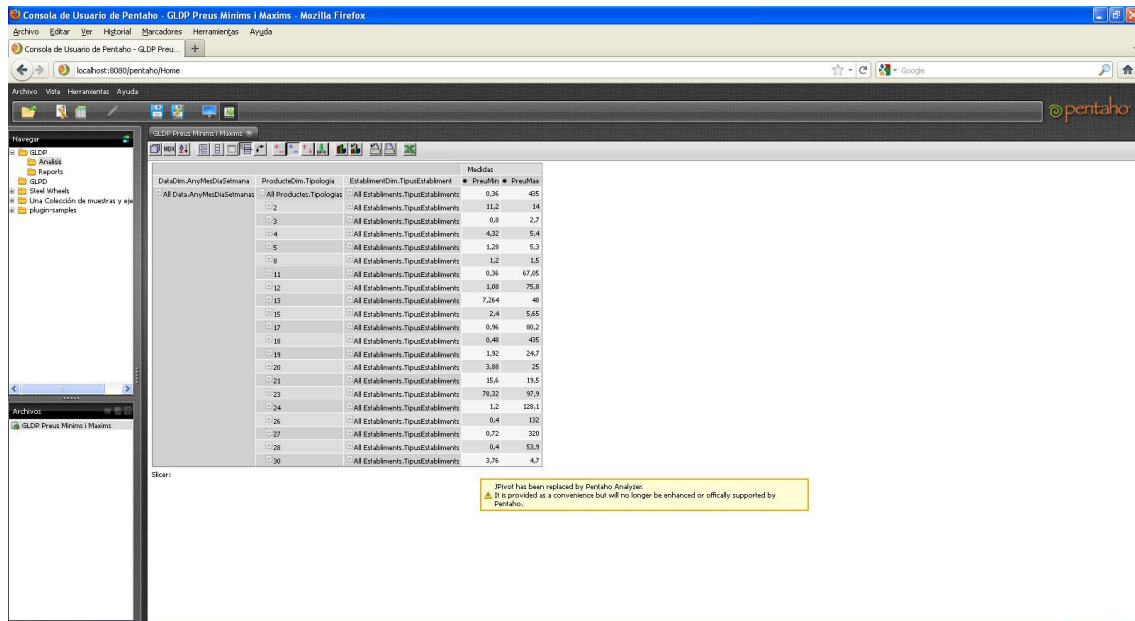 Consola de Usuario de Pentaho - GLDP Preus Minims i Maxims - Mozilla Firefox
Archivo Editar Ver Historial Marcadores Herramientas Ayuda
Consola de Usuario de Pentaho - GLDP Preu...
localhost:8080/pentaho/Home
Google
Archivo Vista Herramientas Ayuda
pentaho
Navegar
GLDP
Analisis
Reports
GLPD
Steel Wheels
Una Colección de muestras y eje
plugin-samples
Archivos
GLDP Preus Minims i Maxims
GLDP Preus Minims i Maxims
MDX
Medidas
DataDim.AnyMesDiaSetmana ProducteDim.Tipologia EstablimentDim.TipusEstabliment PreuMin PreuMax
All Data.AnyMesDiaSetmanas All Productes.Tipologias All Establiments.TipusEstabliments 0,36 435
2 All Establiments.TipusEstabliments 11,2 14
3 All Establiments.TipusEstabliments 0,8 2,7
4 All Establiments.TipusEstabliments 4,32 5,4
5 All Establiments.TipusEstabliments 1,28 5,3
8 All Establiments.TipusEstabliments 1,2 1,5
11 All Establiments.TipusEstabliments 0,36 67,05
12 All Establiments.TipusEstabliments 1,08 75,8
13 All Establiments.TipusEstabliments 7,264 48
15 All Establiments.TipusEstabliments 2,4 5,65
17 All Establiments.TipusEstabliments 0,96 80,2
18 All Establiments.TipusEstabliments 0,48 435
19 All Establiments.TipusEstabliments 1,92 24,7
20 All Establiments.TipusEstabliments 3,88 25
21 All Establiments.TipusEstabliments 15,6 19,5
23 All Establiments.TipusEstabliments 78,32 97,9
24 All Establiments.TipusEstabliments 1,2 128,1
26 All Establiments.TipusEstabliments 0,4 132
27 All Establiments.TipusEstabliments 0,72 320
28 All Establiments.TipusEstabliments 0,4 53,9
30 All Establiments.TipusEstabliments 3,76 4,7
Slicer:
JPivot has been replaced by Pentaho Analyzer.
It is provided as a convenience but will no longer be enhanced or offically supported by
Pentaho.